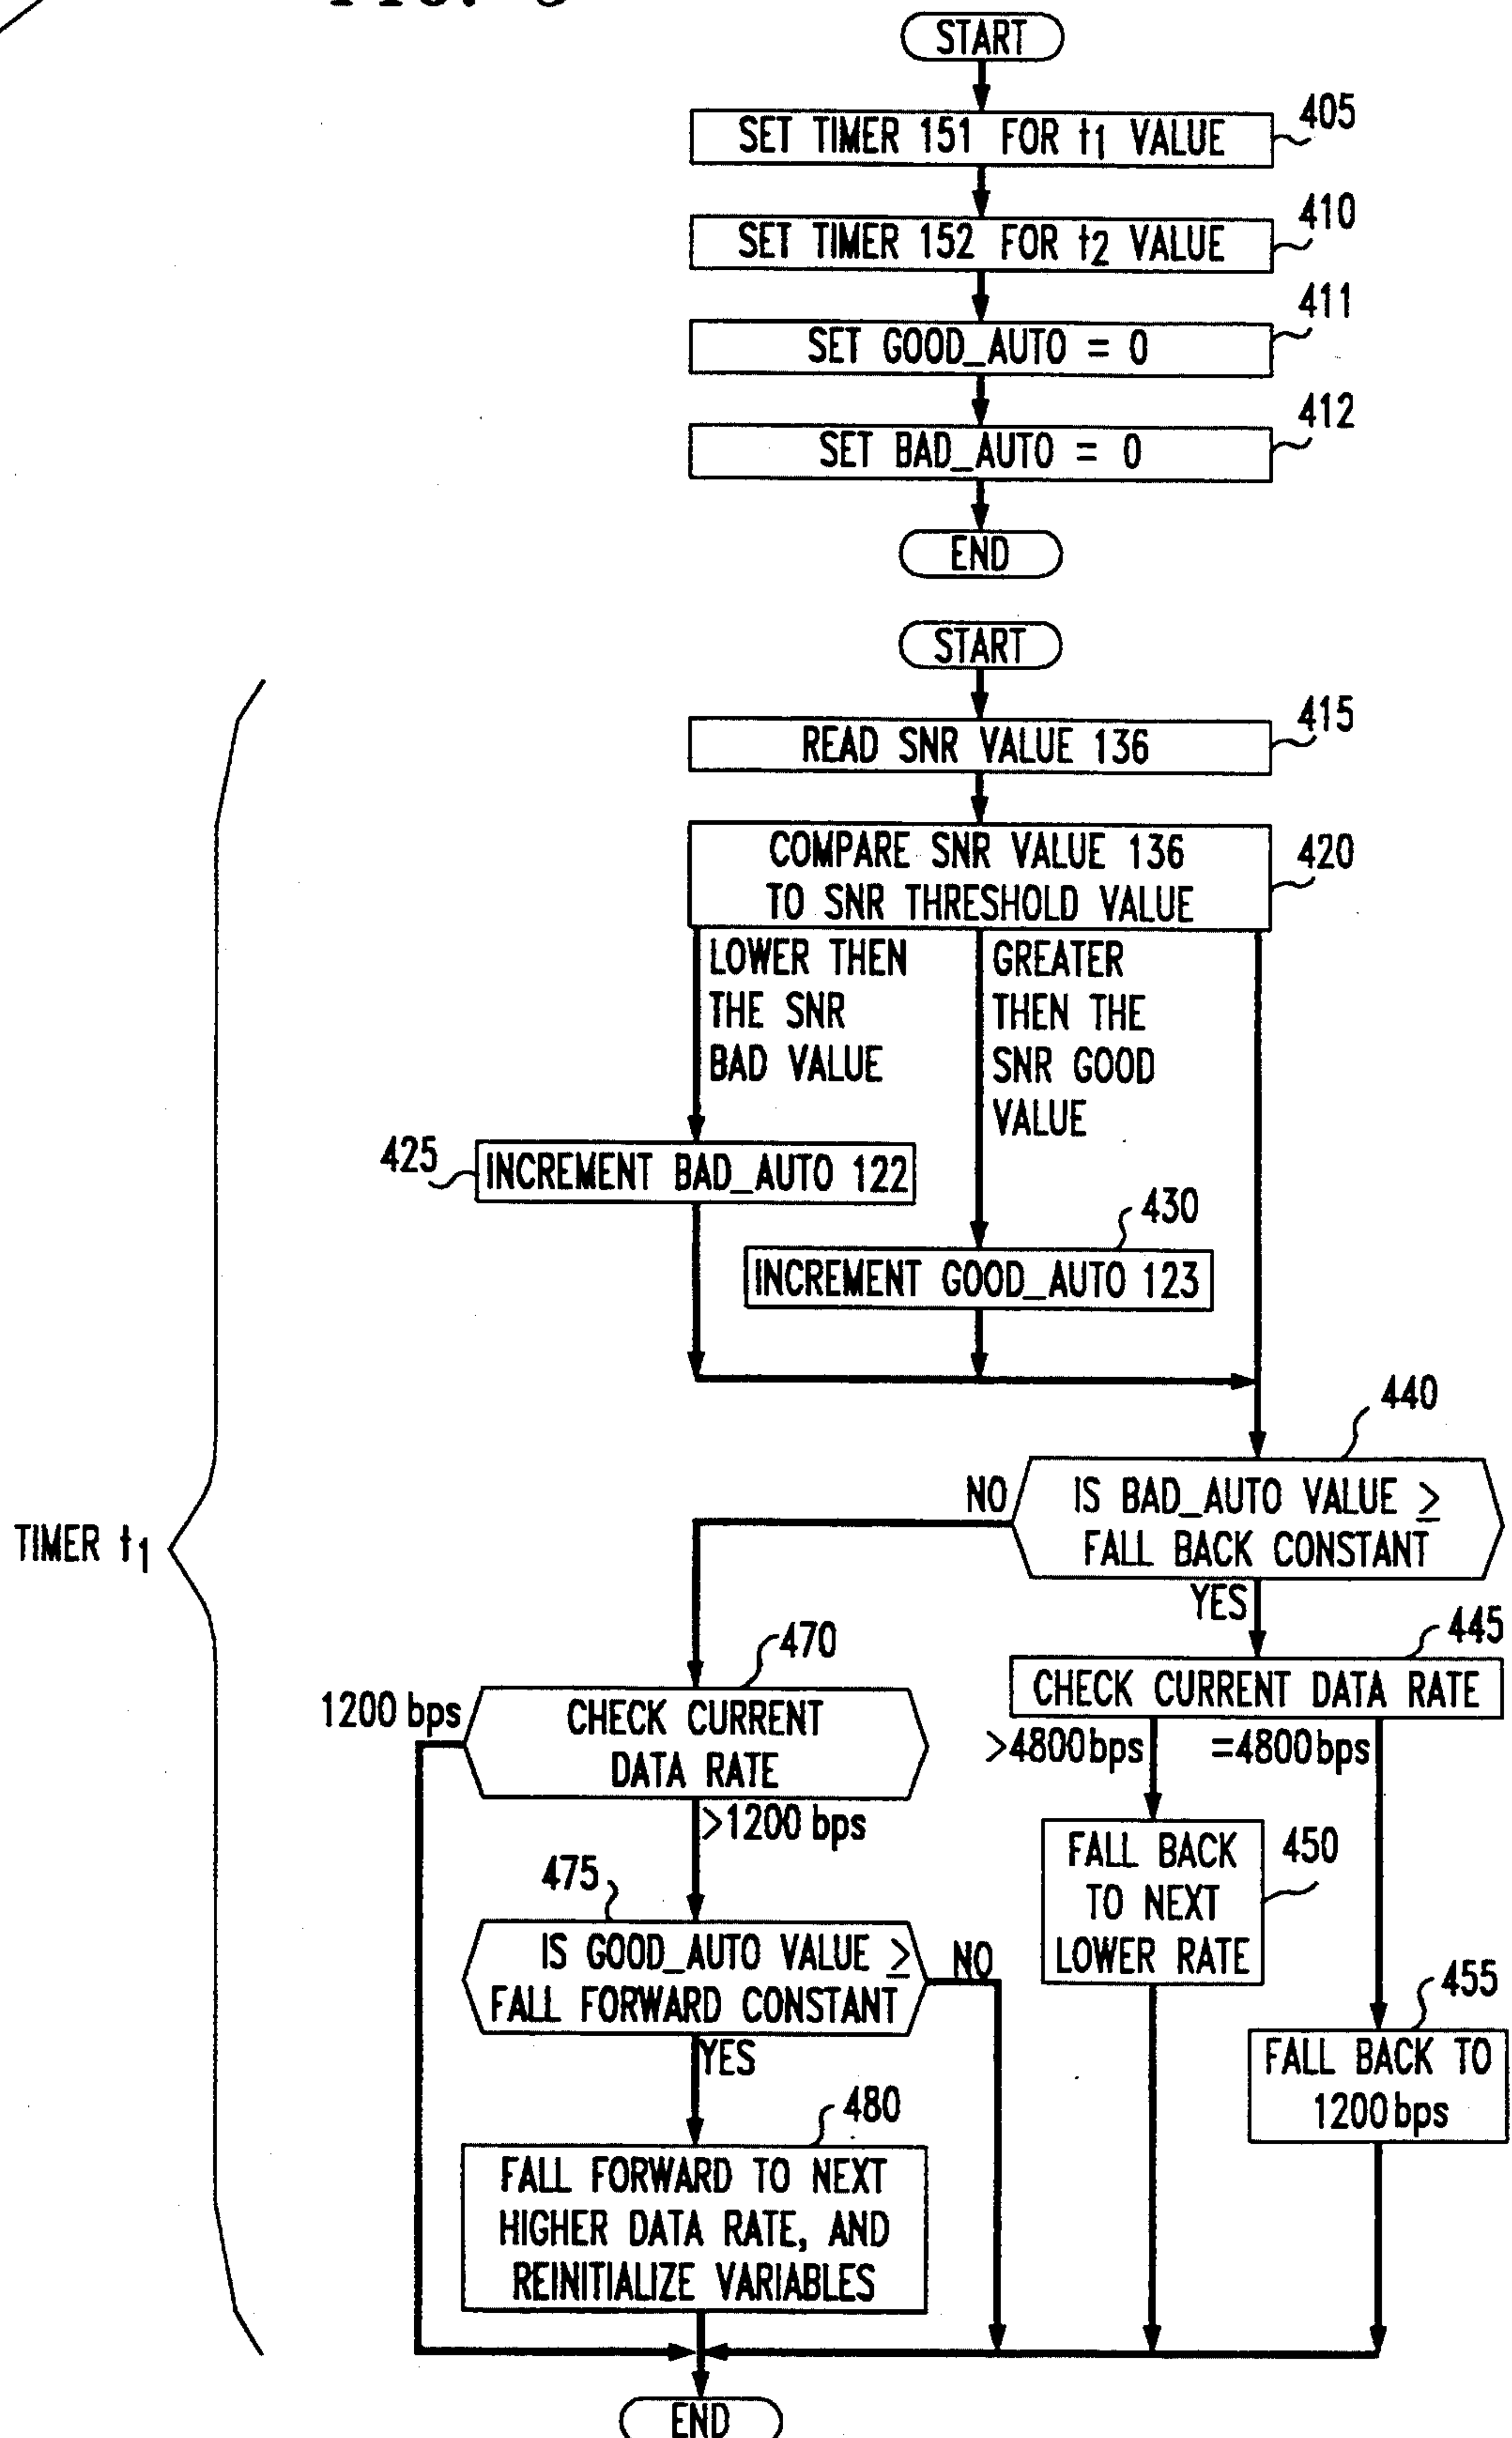 START
SET TIMER 151 FOR t1 VALUE
405
SET TIMER 152 FOR t2 VALUE
410
SET GOOD_AUTO = 0
411
SET BAD_AUTO = 0
412
END
START
READ SNR VALUE 136
415
COMPARE SNR VALUE 136
TO SNR THRESHOLD VALUE
420
LOWER THEN
THE SNR
BAD VALUE
GREATER
THEN THE
SNR GOOD
VALUE
425
INCREMENT BAD_AUTO 122
430
INCREMENT GOOD_AUTO 123
440
NO
IS BAD_AUTO VALUE ≥
FALL BACK CONSTANT
YES
TIMER t1
445
CHECK CURRENT DATA RATE
>4800bps
=4800bps
470
1200 bps
CHECK CURRENT
DATA RATE
>1200 bps
FALL BACK
TO NEXT
LOWER RATE
450
475
IS GOOD_AUTO VALUE ≥
FALL FORWARD CONSTANT
NO
YES
455
FALL BACK TO
1200bps
480
FALL FORWARD TO NEXT
HIGHER DATA RATE, AND
REINITIALIZE VARIABLES
END